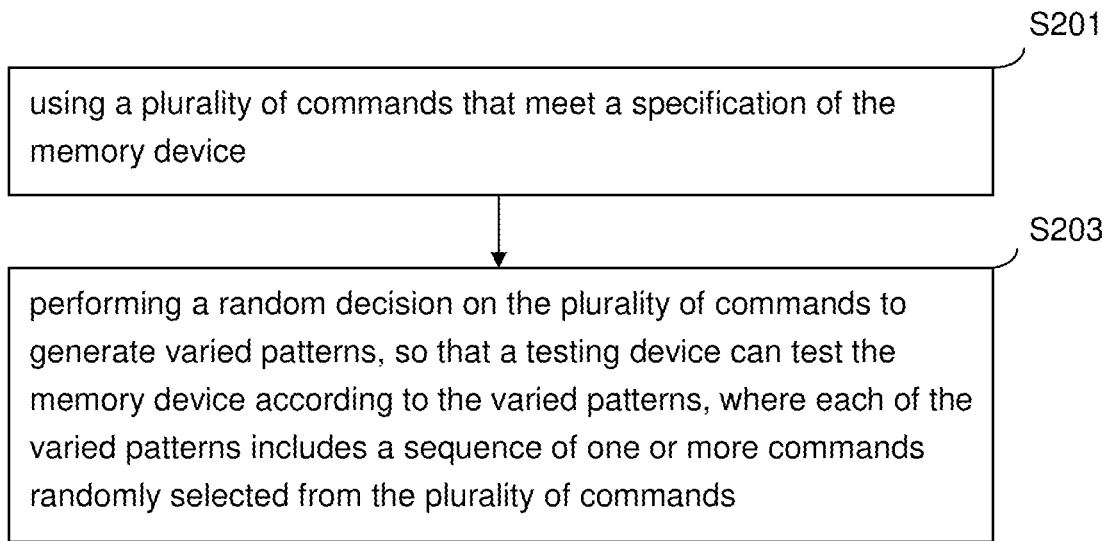 S201
using a plurality of commands that meet a specification of the
memory device
S203
performing a random decision on the plurality of commands to
generate varied patterns, so that a testing device can test the
memory device according to the varied patterns, where each of the
varied patterns includes a sequence of one or more commands
randomly selected from the plurality of commands